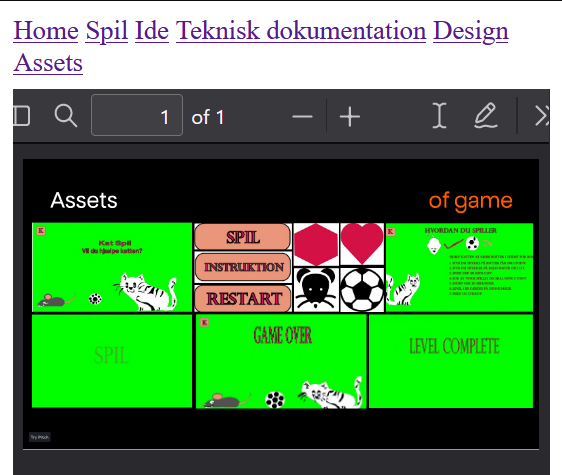 Home Spil Ide Teknisk dokumentation Design
Assets
1 of 1
Assets
of game
K
Kat Spil
Vil du hjælpe katten?
SPIL
INSTRUKTION
RESTART
K
HVORDAN DU SPILLER
SPIL
K
GAME OVER
LEVEL COMPLETE
Try Pitch